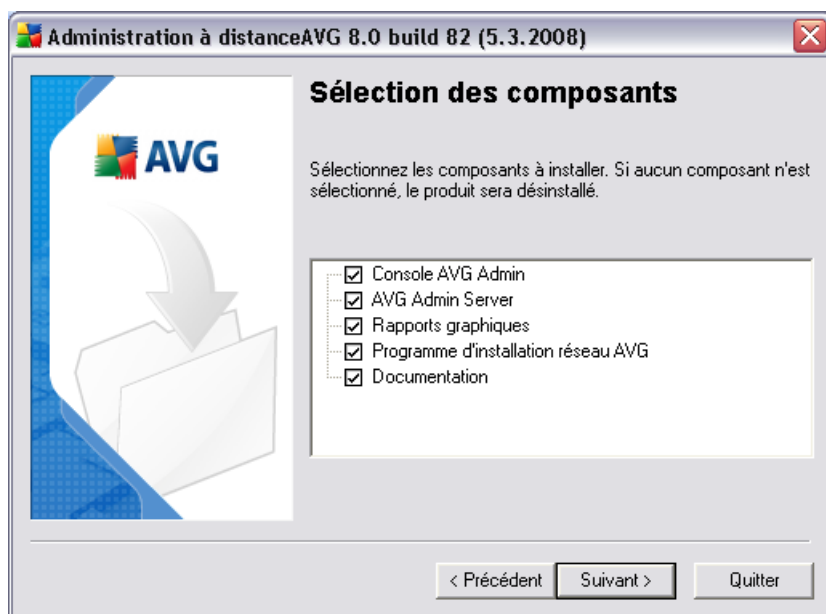 Administration à distanceAVG 8.0 build 82 (5.3.2008)
AVG
Sélection des composants
Sélectionnez les composants à installer. Si aucun composant n'est
sélectionné, le produit sera désinstallé.
Console AVG Admin
AVG Admin Server
Rapports graphiques
Programme d'installation réseau AVG
Documentation
< Précédent
Suivant >
Quitter